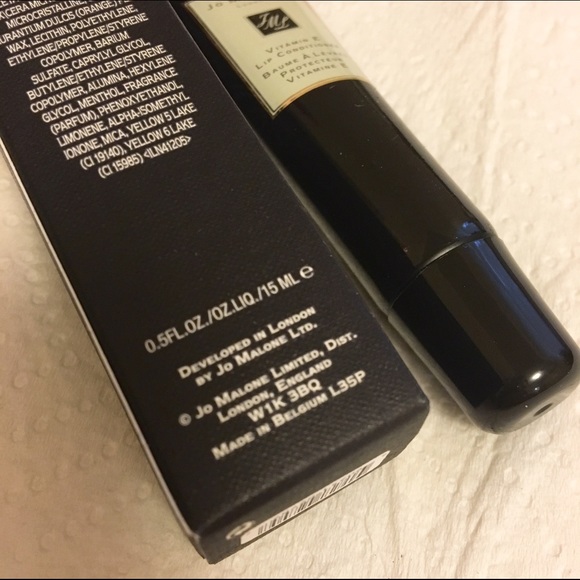 MICROCRISTALLINE
AURANTIUM DULCIS (ORANGE)
WAX, LECITHIN, POLYETHYLENE,
ETHYLENE/PROPYLENE/STYRENE
COPOLYMER, BARIUM
SULFATE, CAPRYLYL GLYCOL,
BUTYLENE/ETHYLENE/STYRENE
COPOLYMER, ALUMINA, HEXYLENE
GLYCOL, MENTHOL, FRAGRANCE
(PARFUM), PHENOXYETHANOL,
LIMONENE, ALPHA-ISOMETHYL
IONONE, MICA, YELLOW 5 LAKE
(CI 19140), YELLOW 6 LAKE
(CI 15985) <ILN41205>
0.5FL.OZ./OZ.LIQ./15 ML ℮
DEVELOPED IN LONDON
BY JO MALONE LTD.
© JO MALONE LIMITED, DIST.
LONDON, ENGLAND
W1K 3BQ
MADE IN BELGIUM L35P
JML
VITAMIN E
LIP CONDITIONER
BAUME À LÈVRES
PROTECTEUR
VITAMINE E